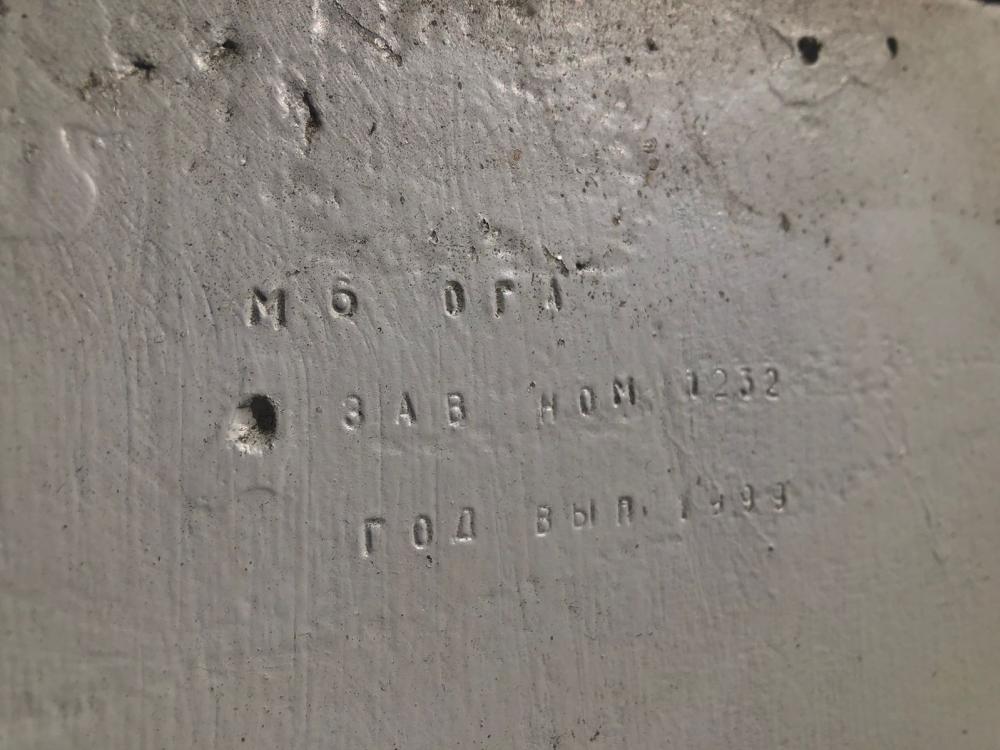 М6 ОГЛ
ЗАВ НОМ 1232
ГОД ВЫП. 1999